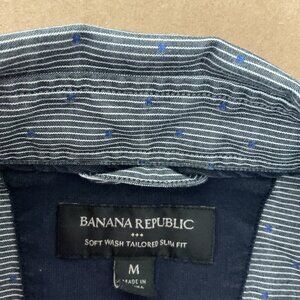 BANANA REPUBLIC
SOFT WASH TAILORED SLIM FIT
M
MADE IN